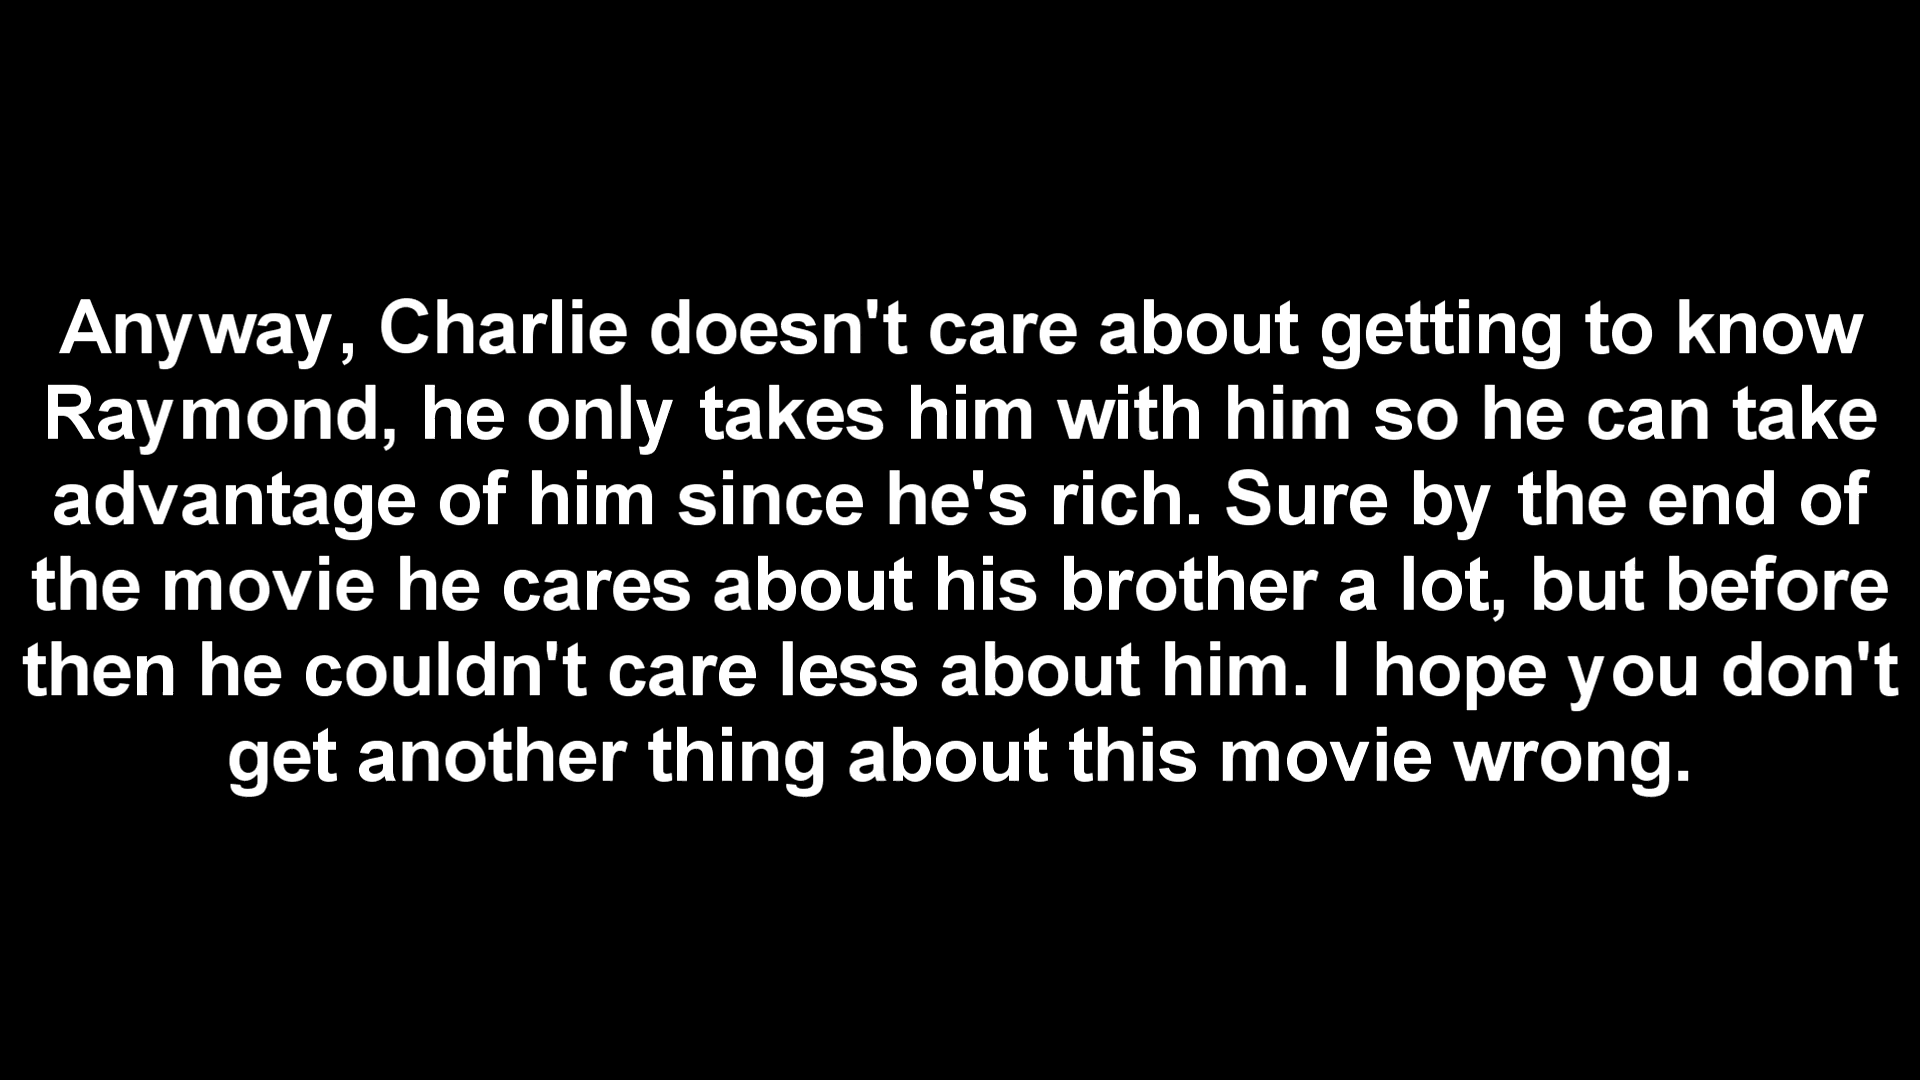 Anyway, Charlie doesn't care about getting to know
Raymond, he only takes him with him so he can take
advantage of him since he's rich. Sure by the end of
the movie he cares about his brother a lot, but before
then he couldn't care less about him. I hope you don't
get another thing about this movie wrong.